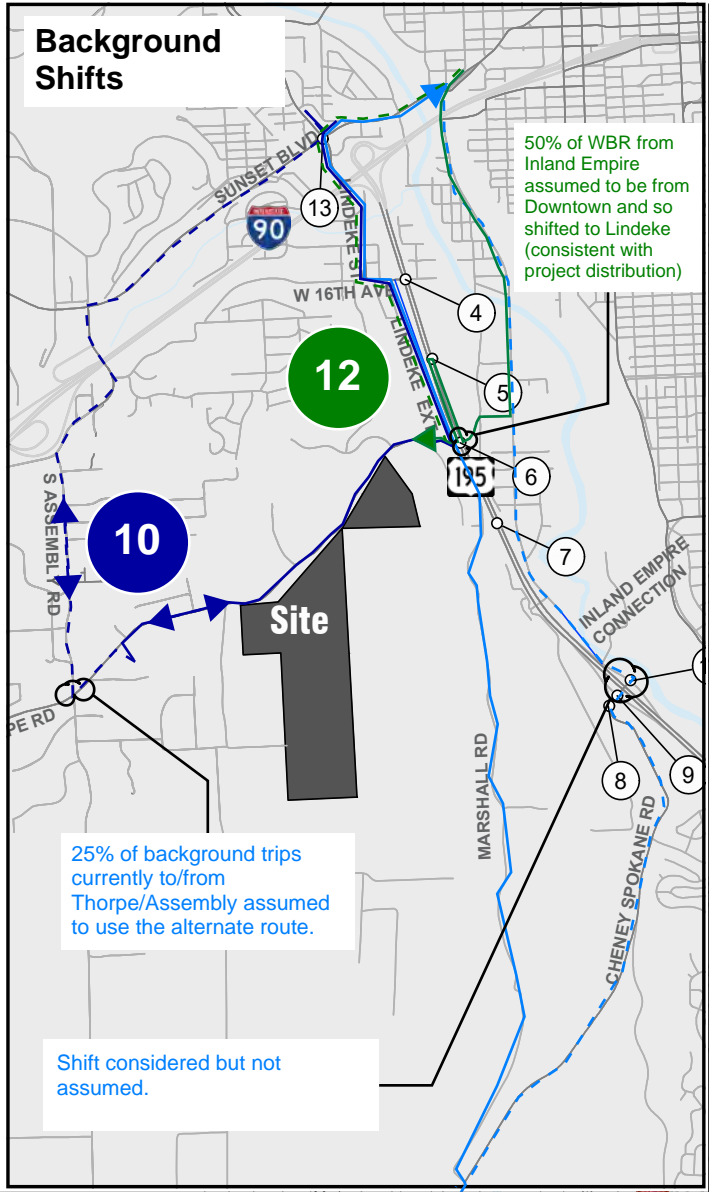 Background
Shifts
50% of WBR from
Inland Empire
assumed to be from
Downtown and so
shifted to Lindeke
(consistent with
project distribution)
SUNSET BLVD
13
INTERSTATE
90
LINDEKE ST
W 16TH AVE
4
LINDEKE EXT
12
5
6
195
S ASSEMBLY RD
10
7
INLAND EMPIRE
CONNECTION
Site
1
PE RD
8
9
MARSHALL RD
CHENEY SPOKANE RD
25% of background trips
currently to/from
Thorpe/Assembly assumed
to use the alternate route.
Shift considered but not
assumed.